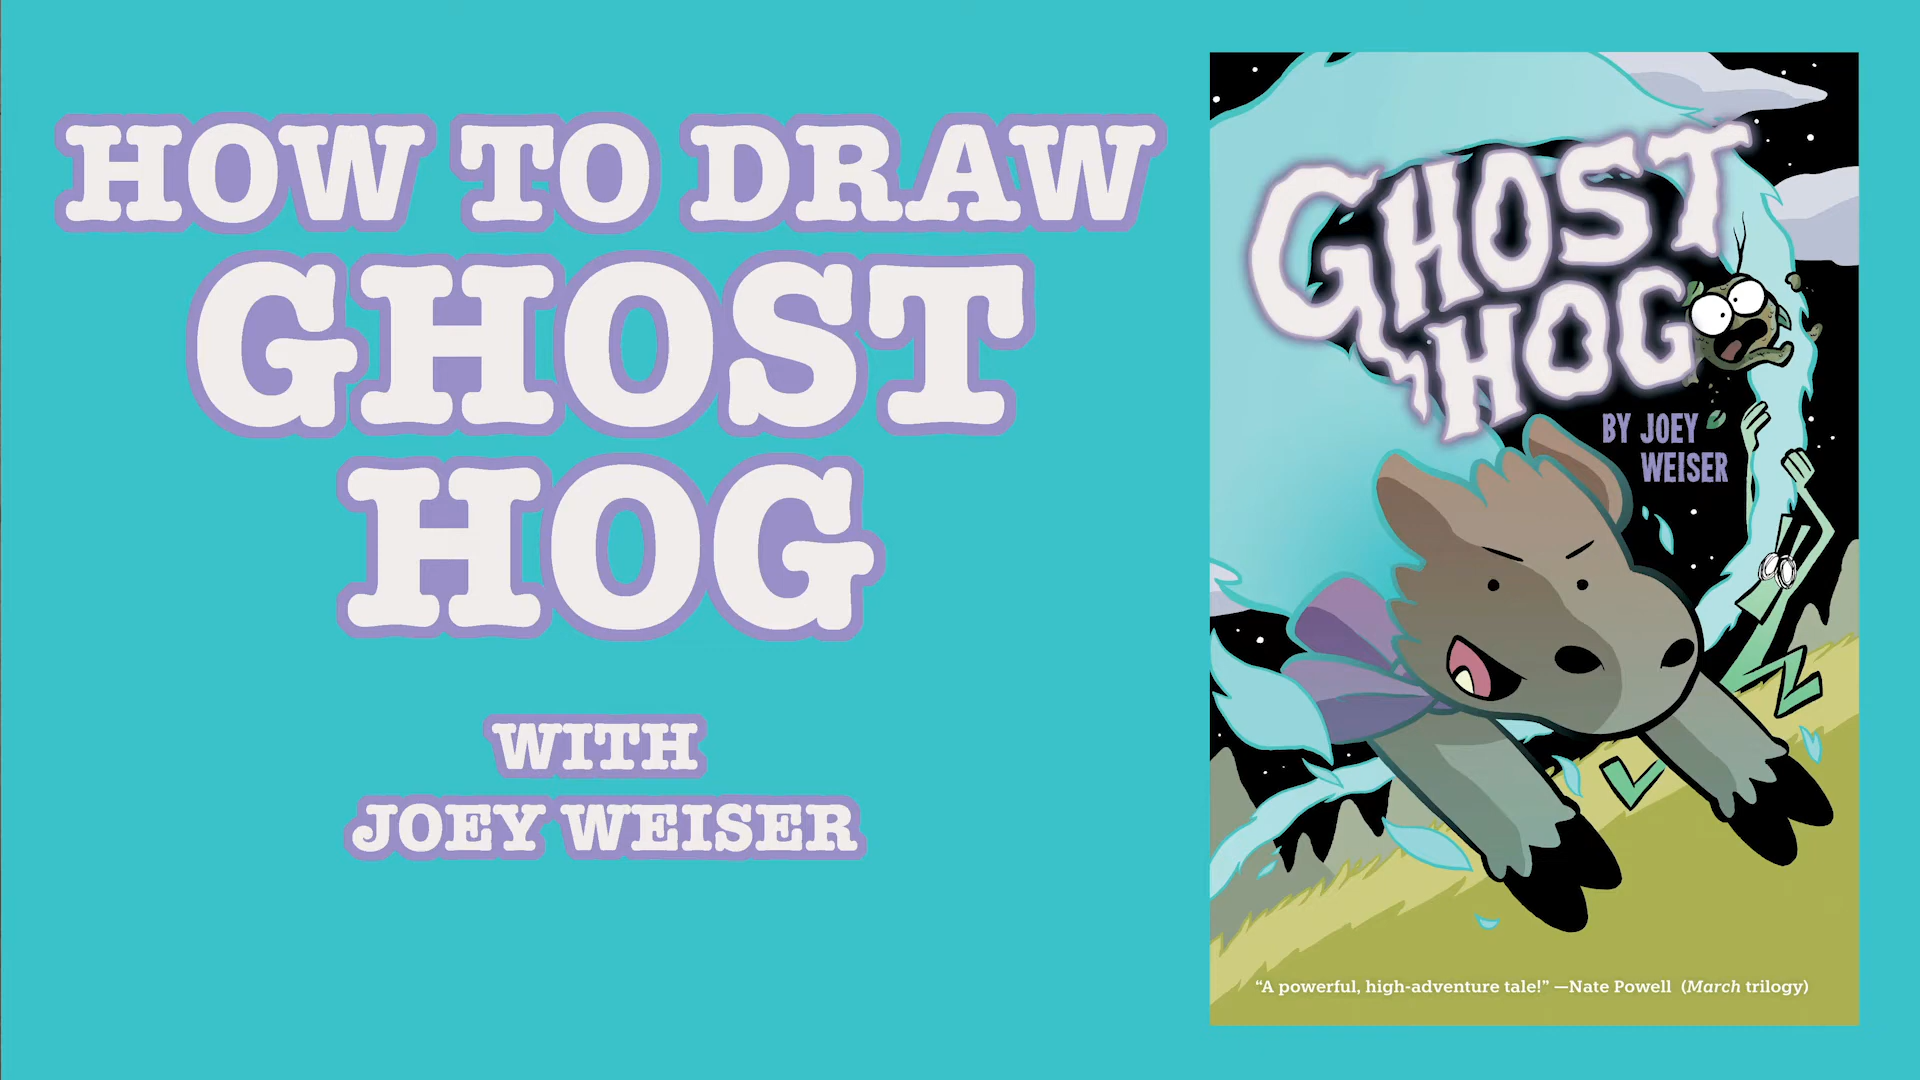 HOW TO DRAW
GHOST
HOG
WITH
JOEY WEISER
GHOST
HOG
BY JOEY
WEISER
“A powerful, high-adventure tale!” —Nate Powell (March trilogy)